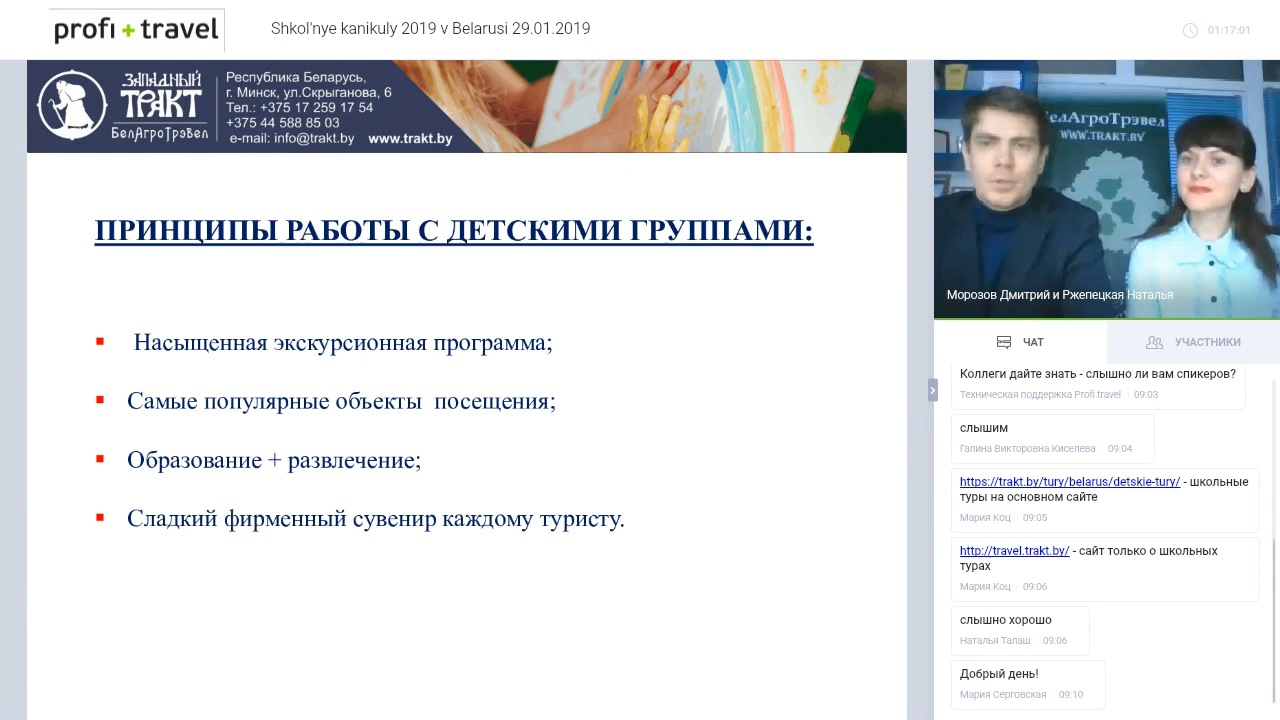 profi + travel
Shkol'nye kanikuly 2019 v Belarusi 29.01.2019
01:17:01
ЗАПАДНЫЙ
ТРАКТ
БелАгроТрэвел
Республика Беларусь,
г. Минск, ул.Скрыганова, 6
Тел.: +375 17 259 17 54
+375 44 588 85 03
e-mail: info@trakt.by www.trakt.by
ПРИНЦИПЫ РАБОТЫ С ДЕТСКИМИ ГРУППАМИ:
▪ Насыщенная экскурсионная программа;
▪ Самые популярные объекты посещения;
▪ Образование + развлечение;
▪ Сладкий фирменный сувенир каждому туристу.
елАгроТрэвел
WWW.TRAKT.BY
Морозов Дмитрий и Ржепецкая Наталья
ЧАТ
УЧАСТНИКИ
Коллеги дайте знать - слышно ли вам спикеров?
Техническая поддержка Profi.travel 09:03
слышим
Галина Викторовна Киселева 09:04
https://trakt.by/tury/belarus/detskie-tury/ - школьные
туры на основном сайте
Мария Коц 09:05
http://travel.trakt.by/ - сайт только о школьных
турах
Мария Коц 09:06
слышно хорошо
Наталья Талаш 09:06
Добрый день!
Мария Серговская 09:10